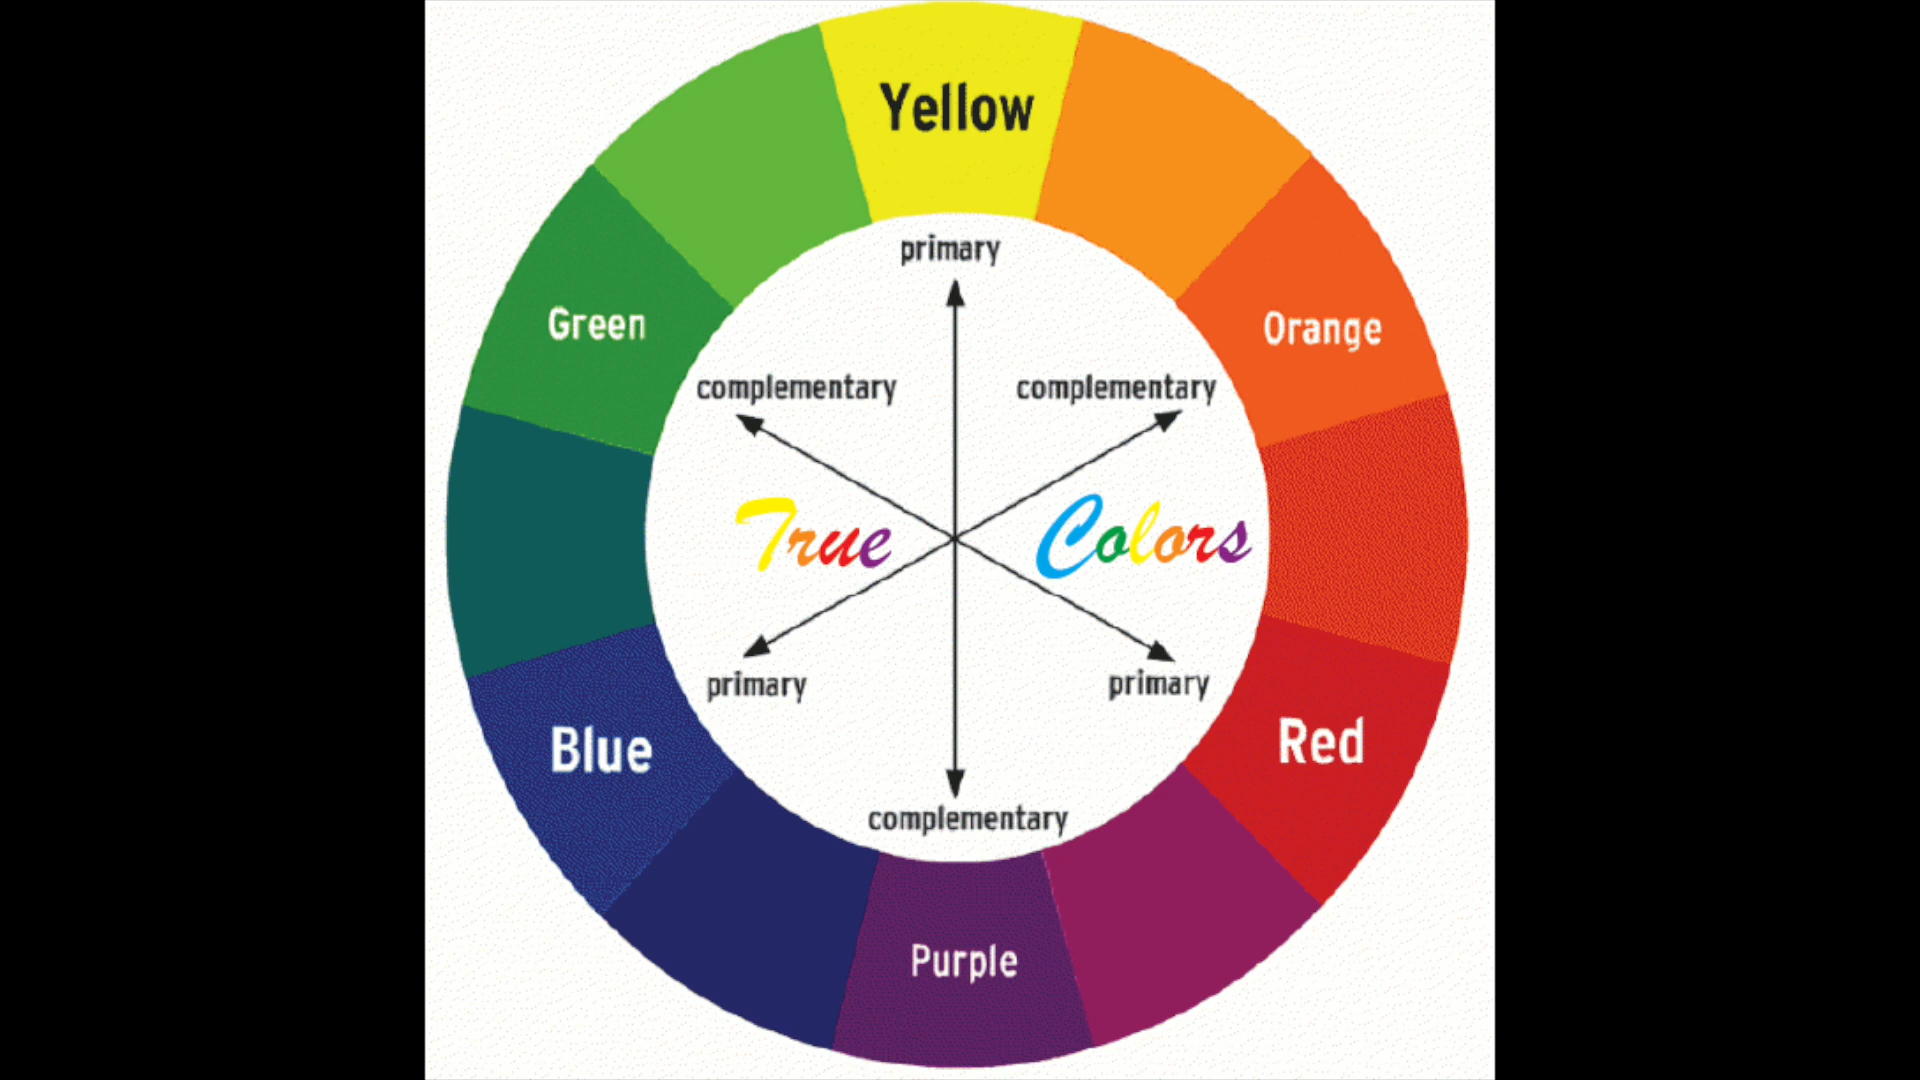 Yellow
primary
Green
Orange
complementary
complementary
True Colors
primary
primary
Blue
Red
complementary
Purple